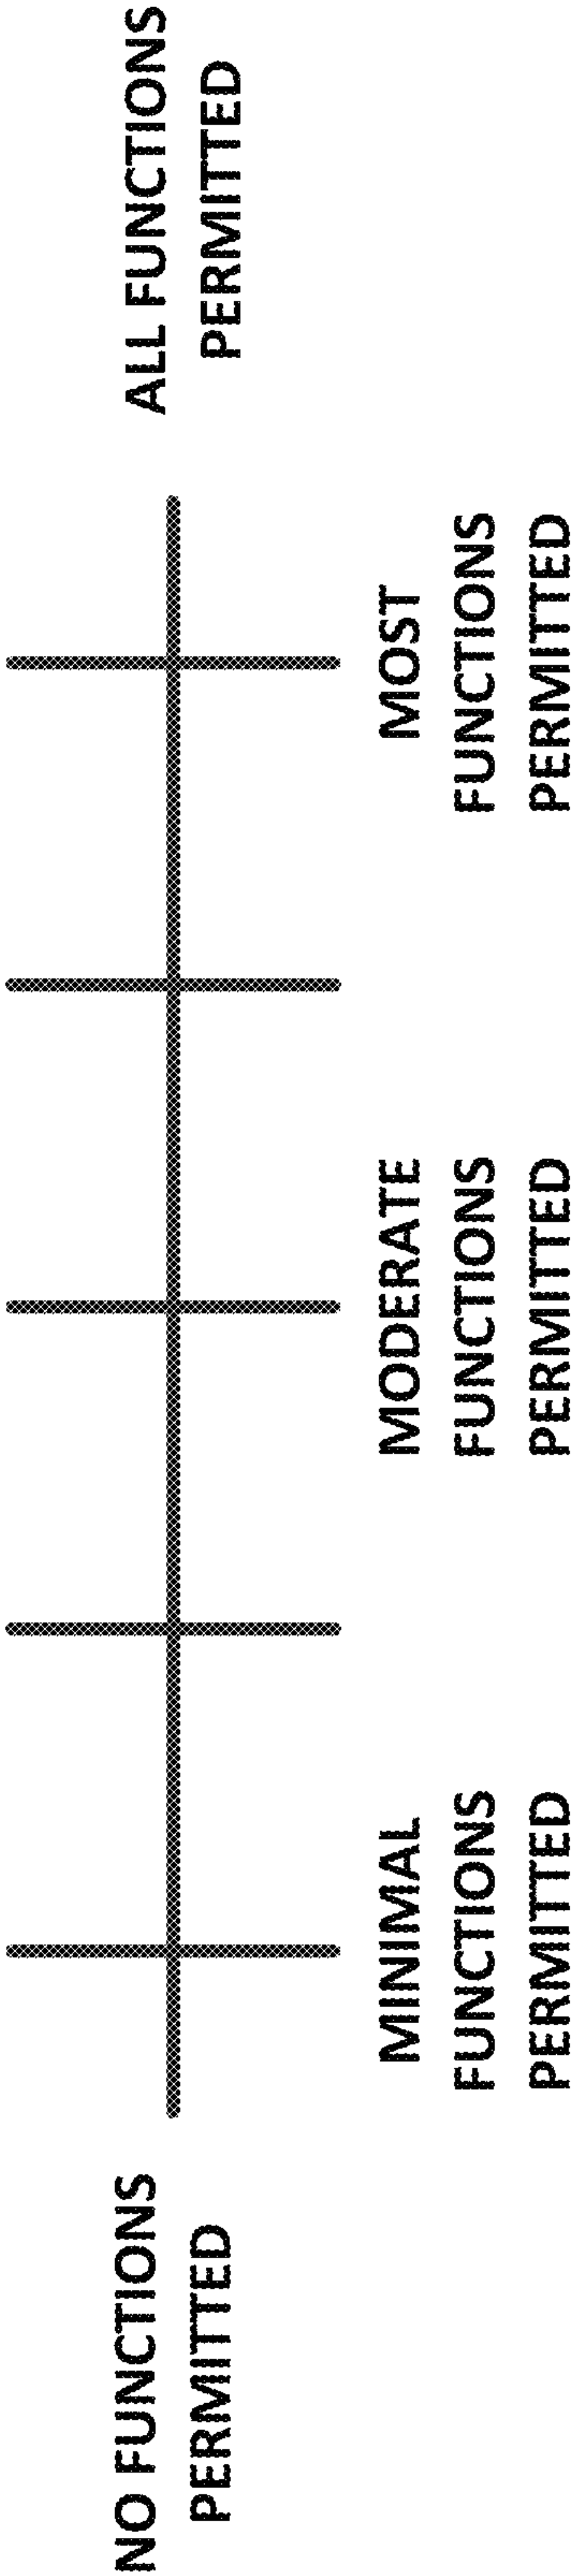 NO FUNCTIONS
PERMITTED
MINIMAL
FUNCTIONS
PERMITTED
MODERATE
FUNCTIONS
PERMITTED
MOST
FUNCTIONS
PERMITTED
ALL FUNCTIONS
PERMITTED